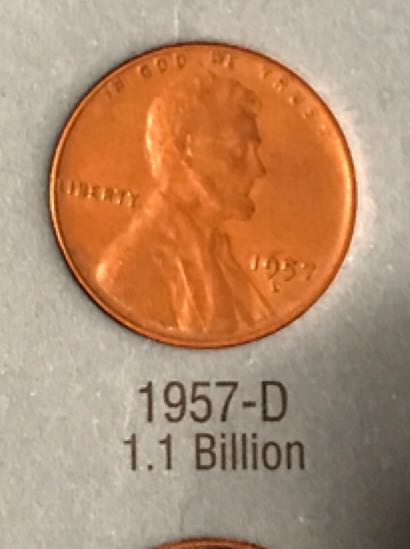 IN GOD WE TRUST
LIBERTY
1957
D
1957-D
1.1 Billion